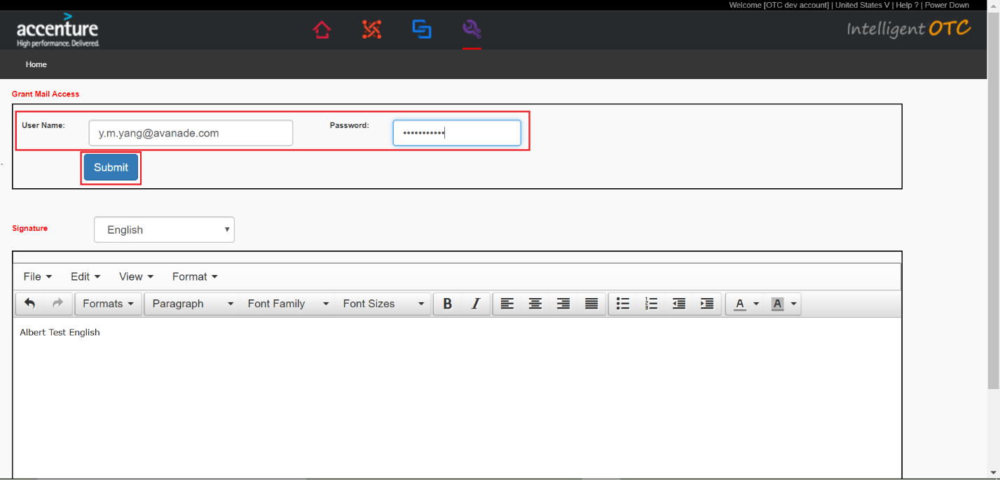 Welcome [OTC dev account] | United States V | Help ? | Power Down
accenture
High performance. Delivered.
Intelligent OTC
Home
Grant Mail Access
User Name:
y.m.yang@avanade.com
Password:
•••••••••••
Submit
`
Signature
English
File
Edit
View
Format
Formats
Paragraph
Font Family
Font Sizes
B
I
A
A
Albert Test English